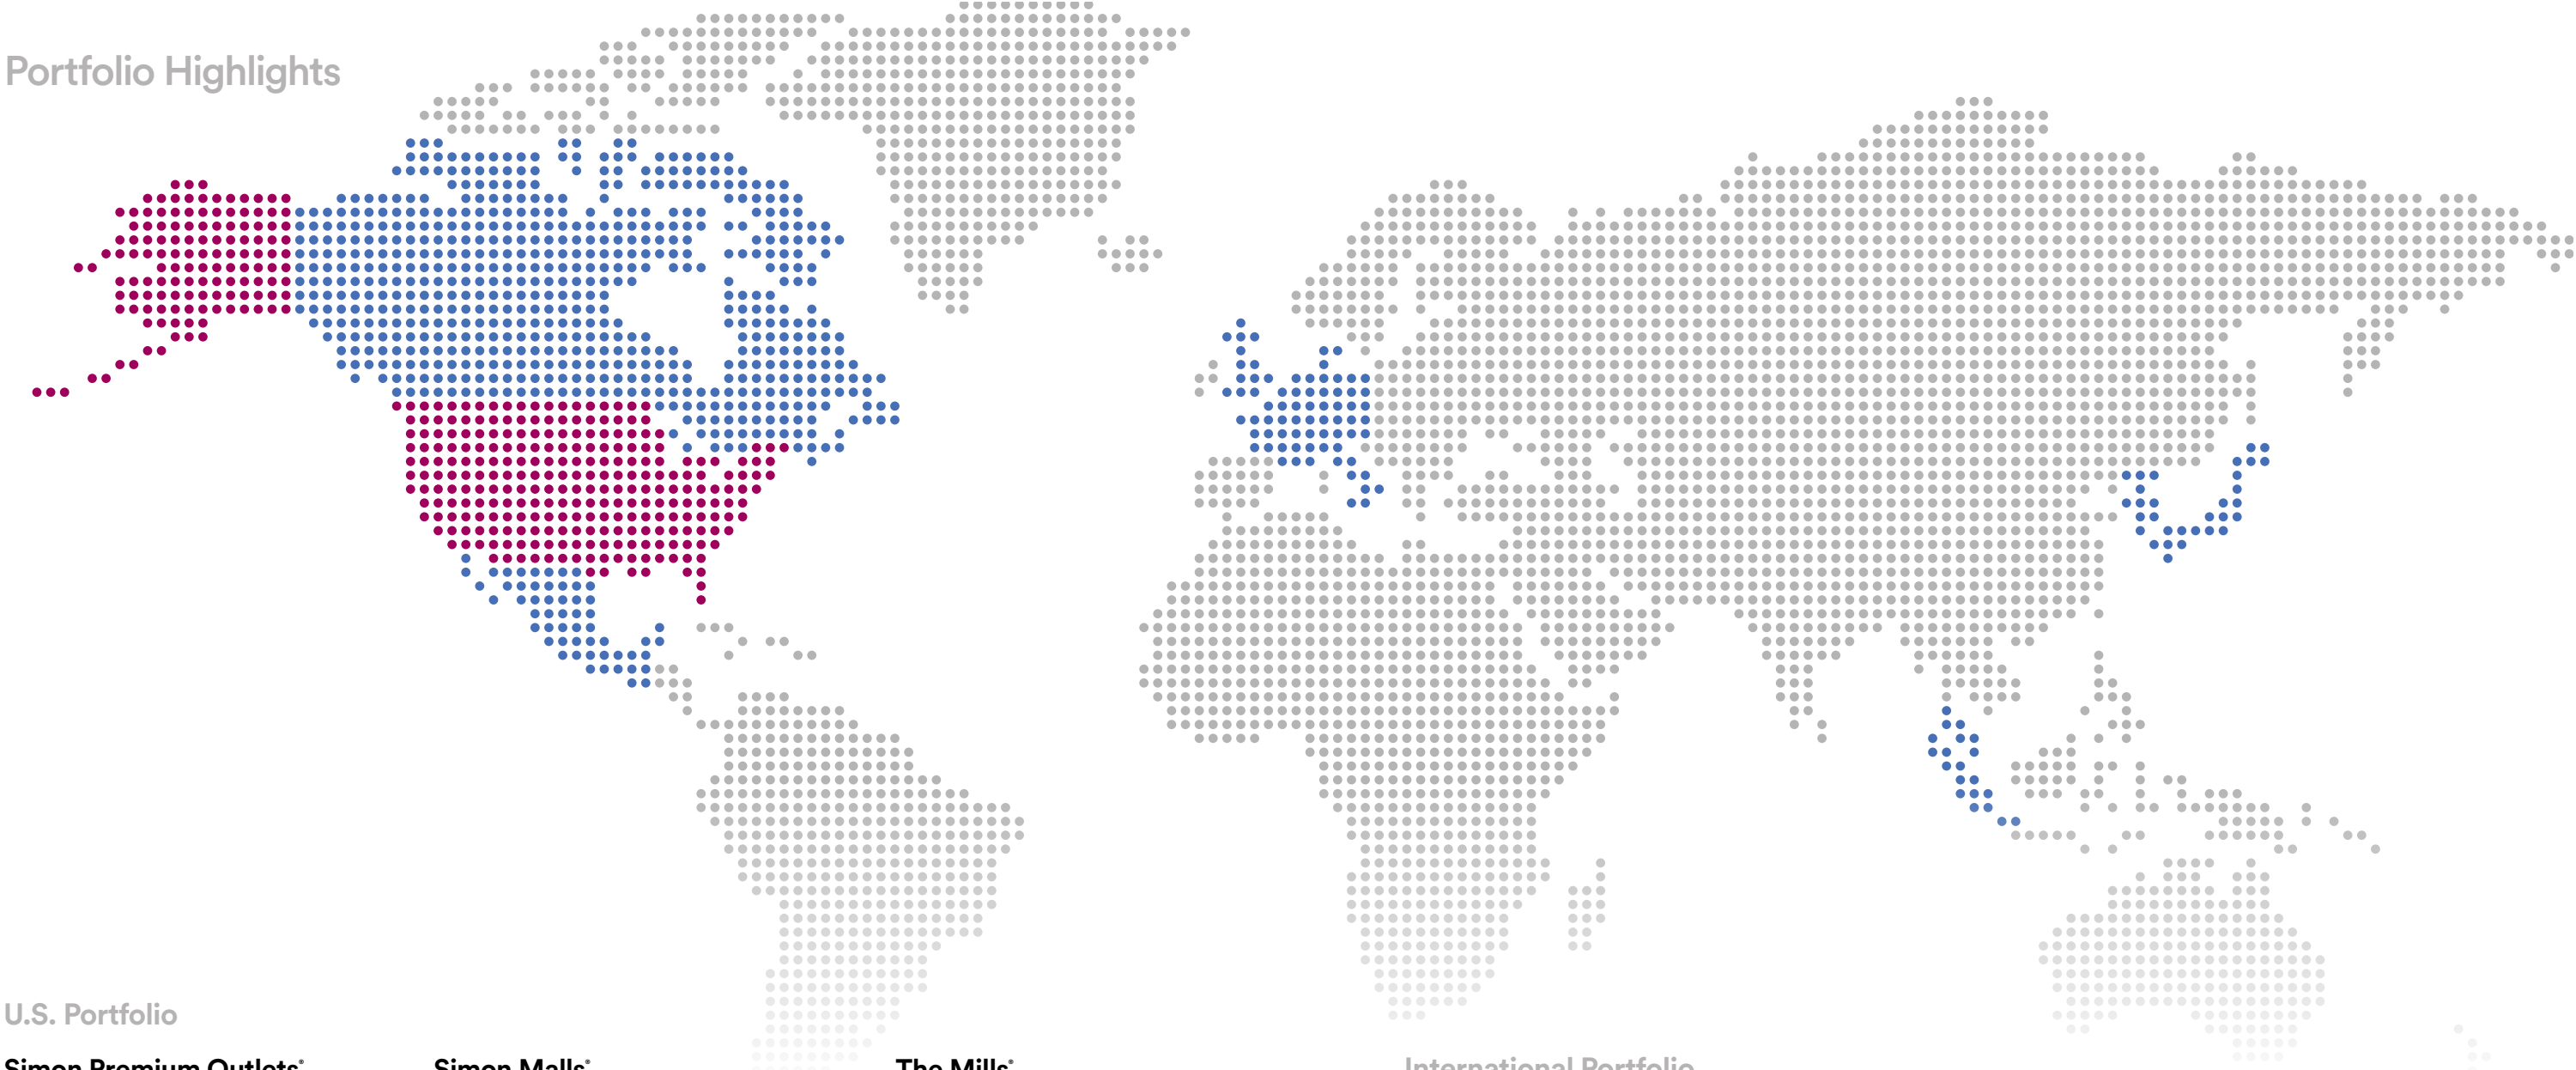 Portfolio Highlights
U.S. Portfolio
Simon Premium Outlets®
Simon Malls®
The Mills®
International Portfolio